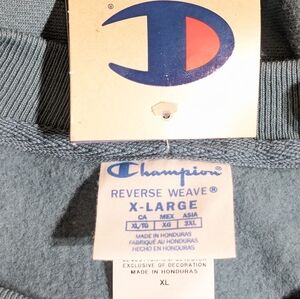 ®
Champion
REVERSE WEAVE®
X-LARGE
CA MEX ASIA
XL/TG XG 3XL
MADE IN HONDURAS
FABRIQUÉ AU HONDURAS
HECHO EN HONDURAS
EXCLUSIVE OF DECORATION
MADE IN HONDURAS
XL